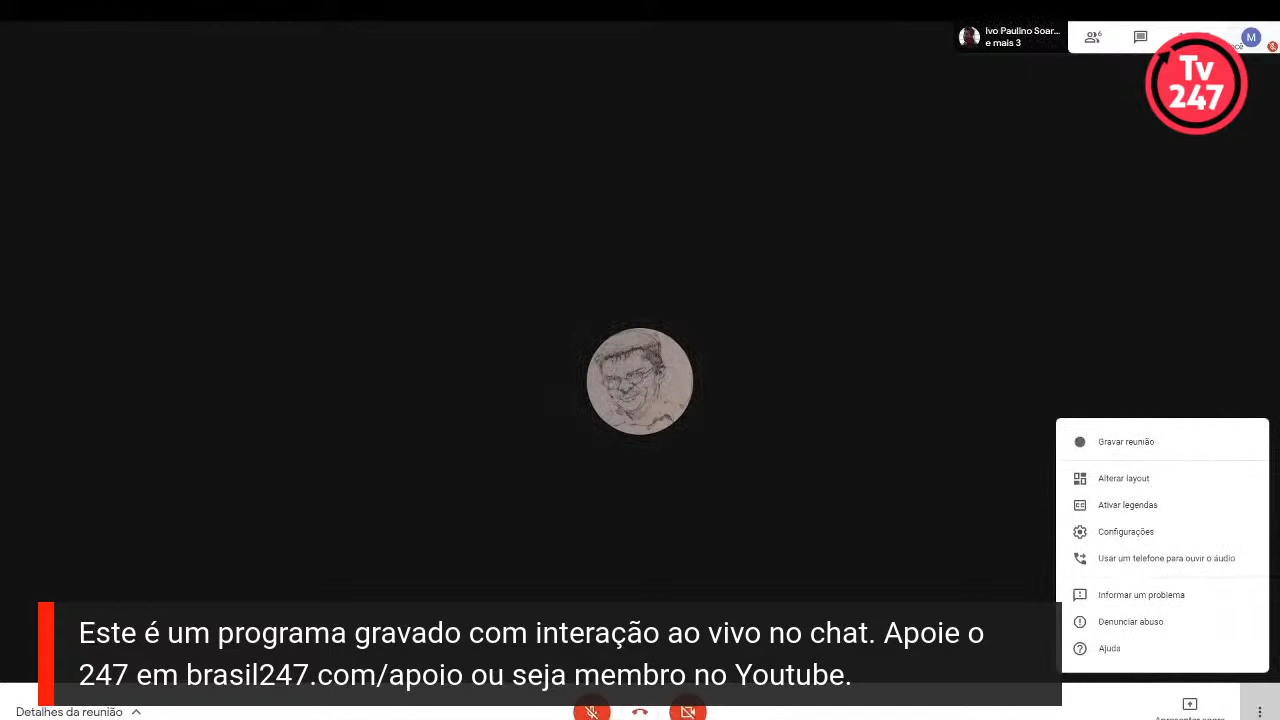 Ivo Paulino Soar...
e mais 3
6
M
Tv
247
Gravar reunião
Alterar layout
Ativar legendas
Configurações
Usar um telefone para ouvir o áudio
Informar um problema
Denunciar abuso
Ajuda
Este é um programa gravado com interação ao vivo no chat. Apoie o
247 em brasil247.com/apoio ou seja membro no Youtube.
Detalhes da reunião